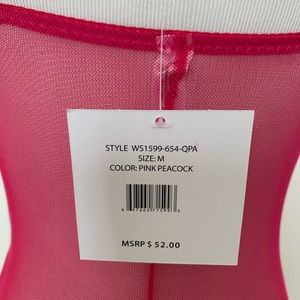 STYLE WS1599-654-QPA
SIZE: M
COLOR: PINK PEACOCK
MSRP $ 52.00